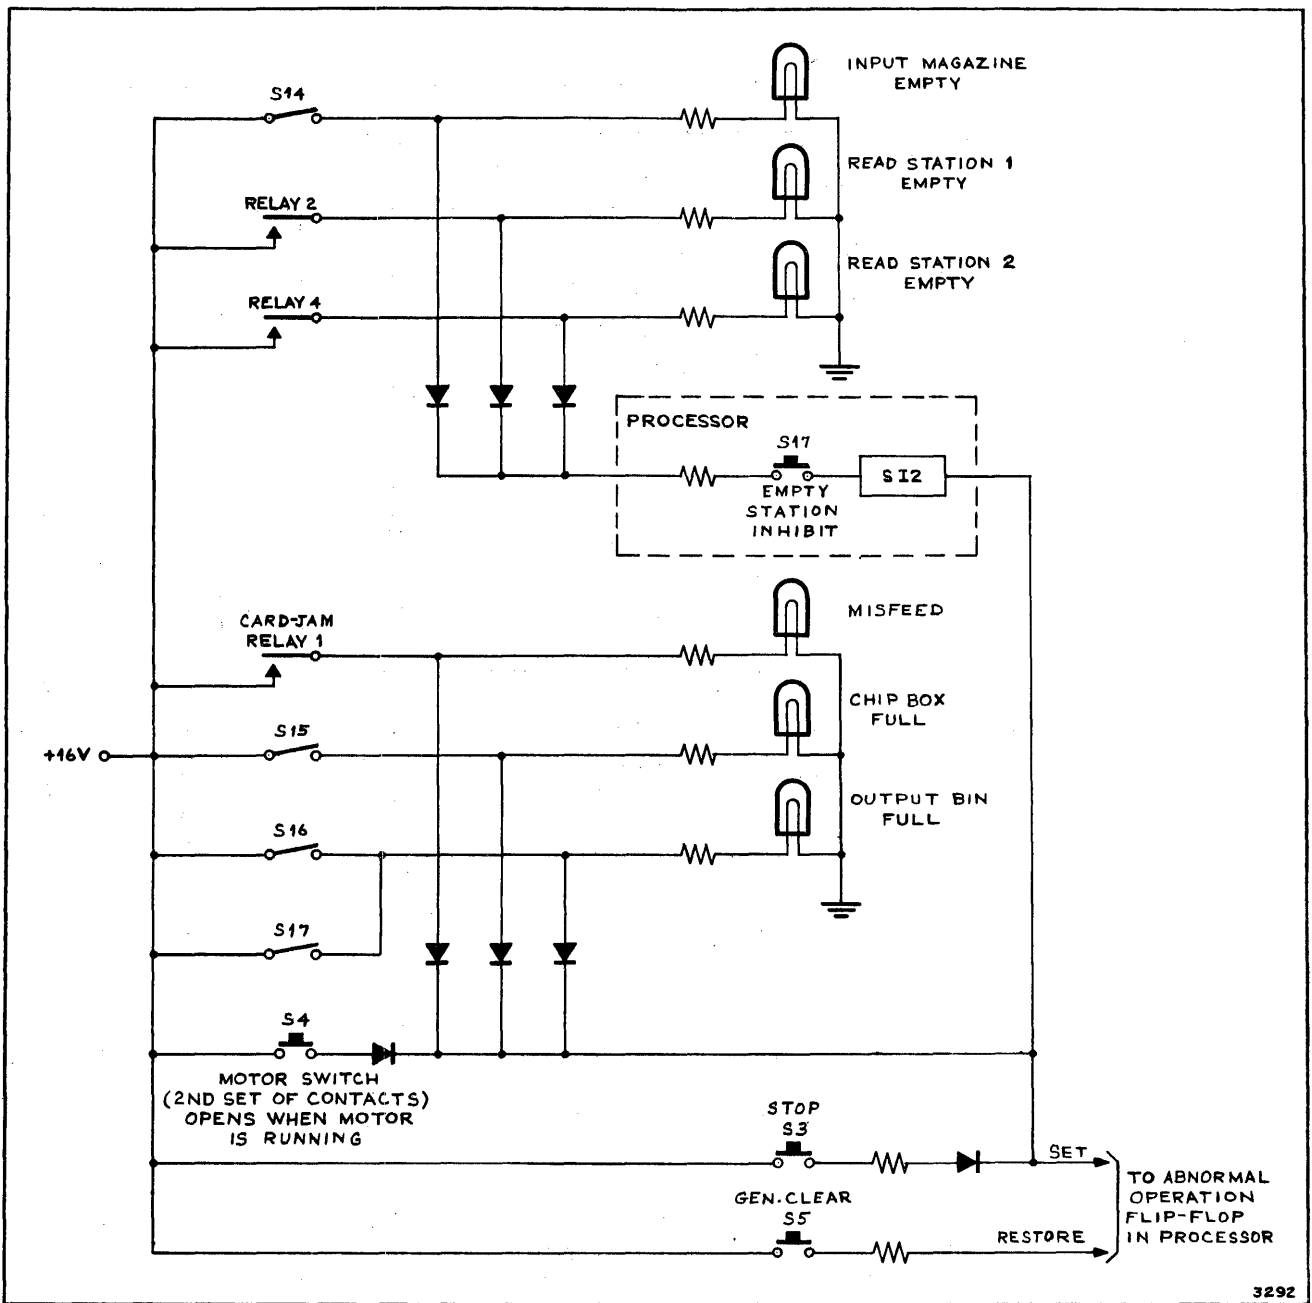 INPUT MAGAZINE
EMPTY
S14
READ STATION 1
EMPTY
RELAY 2
READ STATION 2
EMPTY
RELAY 4
PROCESSOR
S17
SI2
EMPTY
STATION
INHIBIT
MISFEED
CARD-JAM
RELAY 1
CHIP BOX
FULL
S15
+16V
OUTPUT BIN
FULL
S16
S17
S4
MOTOR SWITCH
(2ND SET OF CONTACTS)
OPENS WHEN MOTOR
IS RUNNING
STOP
S3
SET
TO ABNORMAL
OPERATION
FLIP-FLOP
IN PROCESSOR
GEN. CLEAR
S5
RESTORE
3292